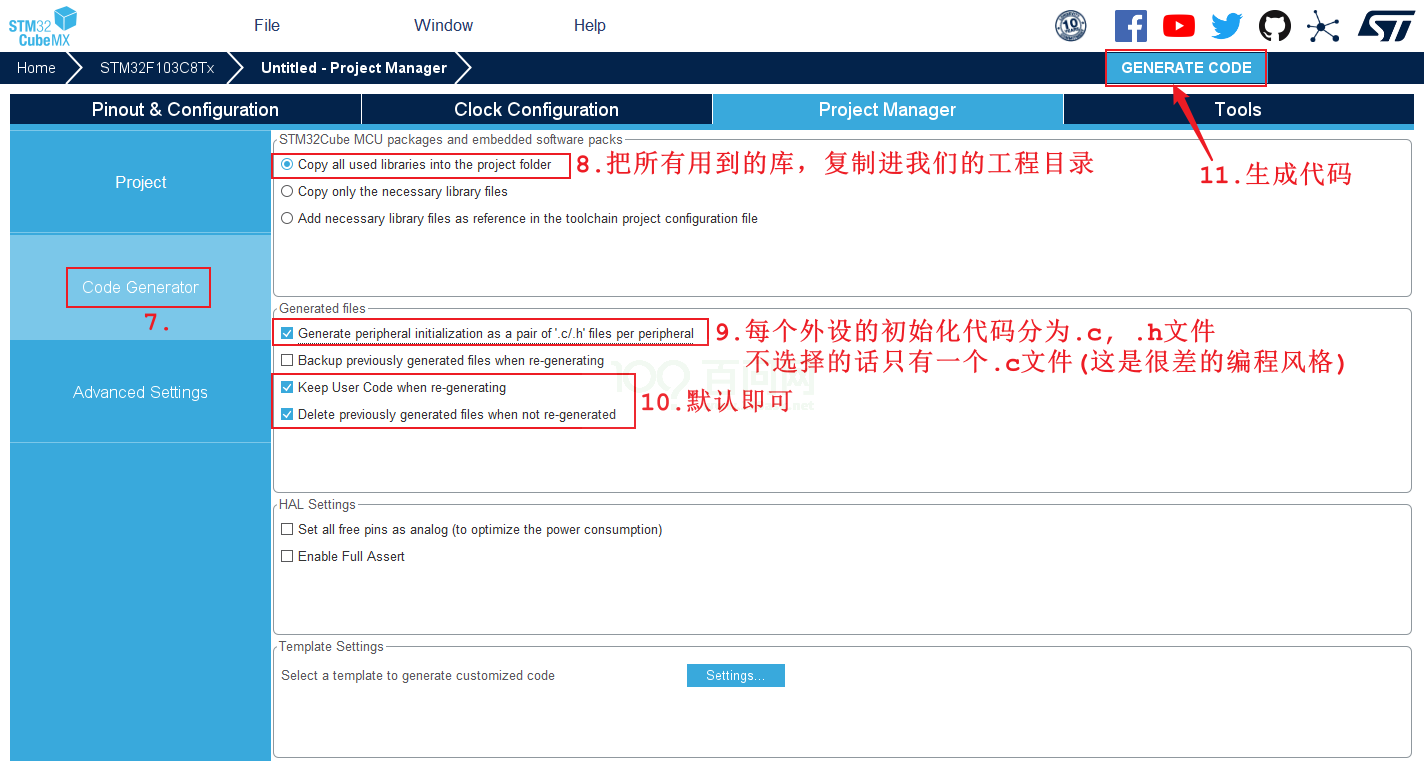 STM32
CubeMX
File
Window
Help
10
Home
STM32F103C8Tx
Untitled - Project Manager
GENERATE CODE
Pinout & Configuration
Clock Configuration
Project Manager
Tools
Project
Code Generator
7.
Advanced Settings
STM32Cube MCU packages and embedded software packs
Copy all used libraries into the project folder
8.把所有用到的库，复制进我们的工程目录
11.生成代码
Copy only the necessary library files
Add necessary library files as reference in the toolchain project configuration file
Generated files
Generate peripheral initialization as a pair of '.c/.h' files per peripheral
9.每个外设的初始化代码分为.c, .h文件
不选择的话只有一个.c文件(这是很差的编程风格)
Backup previously generated files when re-generating
百问网
Keep User Code when re-generating
10.默认即可
Delete previously generated files when not re-generated
HAL Settings
Set all free pins as analog (to optimize the power consumption)
Enable Full Assert
Template Settings
Select a template to generate customized code
Settings...